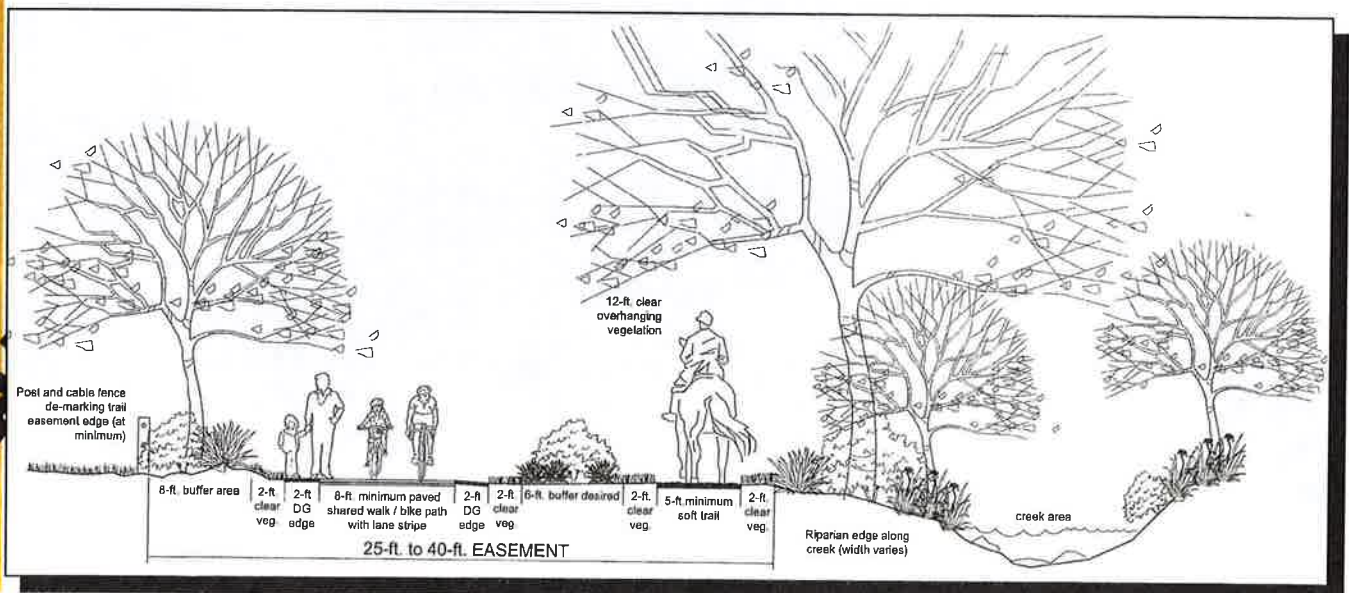 12-ft. clear
overhanging
vegetation
Post and cable fence
de-marking trail
easement edge (at
minimum)
8-ft. buffer area
2-ft.
clear
veg.
2-ft
DG
edge
8-ft. minimum paved
shared walk / bike path
with lane stripe
2-ft
DG
edge
2-ft.
clear
veg.
6-ft. buffer desired
2-ft.
clear
veg.
5-ft.minimum
soft trail
2-ft.
clear
veg.
Riparian edge along
creek (width varies)
creek area
25-ft. to 40-ft. EASEMENT